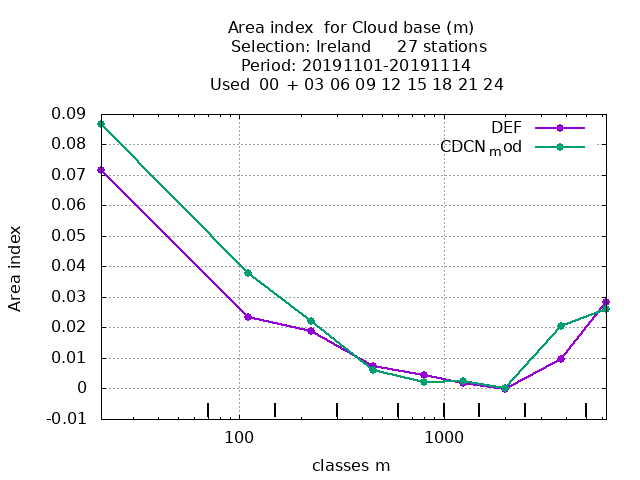 Area index for Cloud base (m)
Selection: Ireland 27 stations
Period: 20191101-20191114
Used 00 + 03 06 09 12 15 18 21 24
DEF
CDCNmod
0.09
0.08
0.07
0.06
0.05
0.04
0.03
0.02
0.01
0
-0.01
Area index
100 1000
classes m